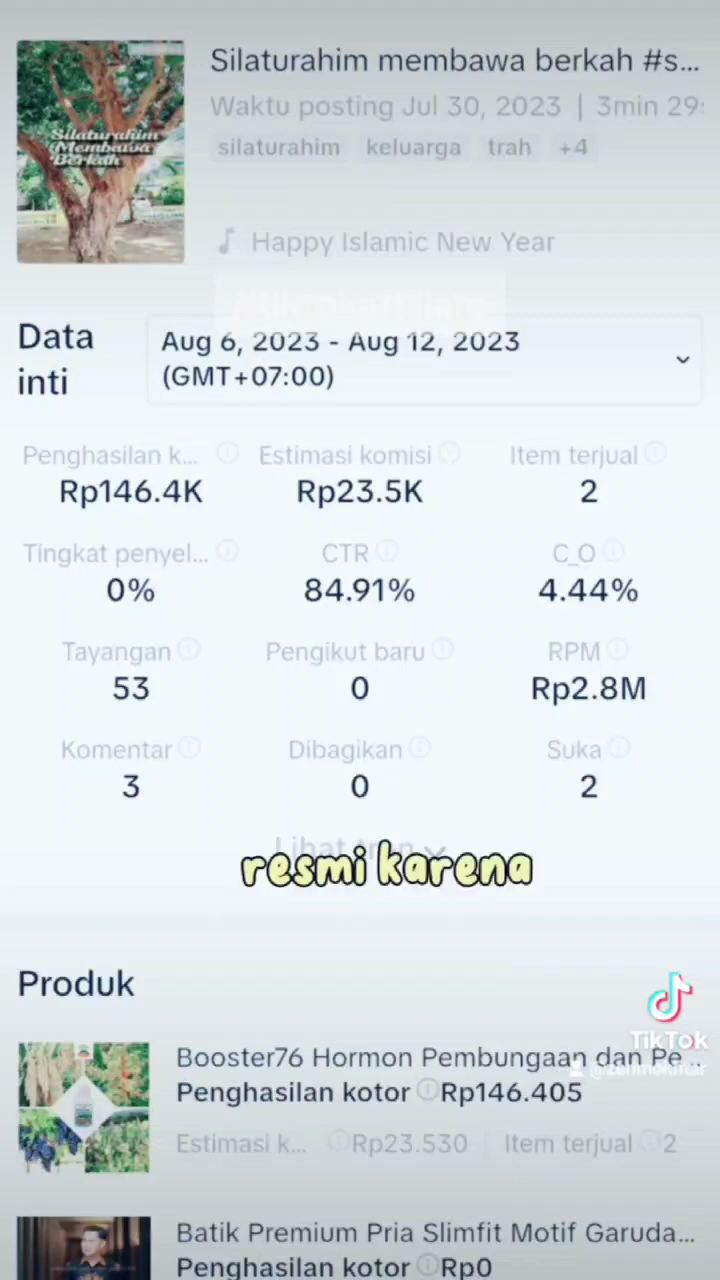 Silaturahim membawa berkah #s...
Waktu posting Jul 30, 2023 | 3min 29s
silaturahim keluarga trah +4
Silaturahim
Membawa
Berkah
Happy Islamic New Year
Data inti
Aug 6, 2023 - Aug 12, 2023
(GMT+07:00)
Penghasilan k... Estimasi komisi Item terjual
Rp146.4K Rp23.5K 2
Tingkat penyel... CTR C_O
0% 84.91% 4.44%
Tayangan Pengikut baru RPM
53 0 Rp2.8M
Komentar Dibagikan Suka
3 0 2
Lihat tren
resmi karena
Produk
TikTok
Booster76 Hormon Pembungaan dan Pe...
Penghasilan kotor Rp146.405
Estimasi k... Rp23.530 | Item terjual 2
Batik Premium Pria Slimfit Motif Garuda...
Penghasilan kotor Rp0